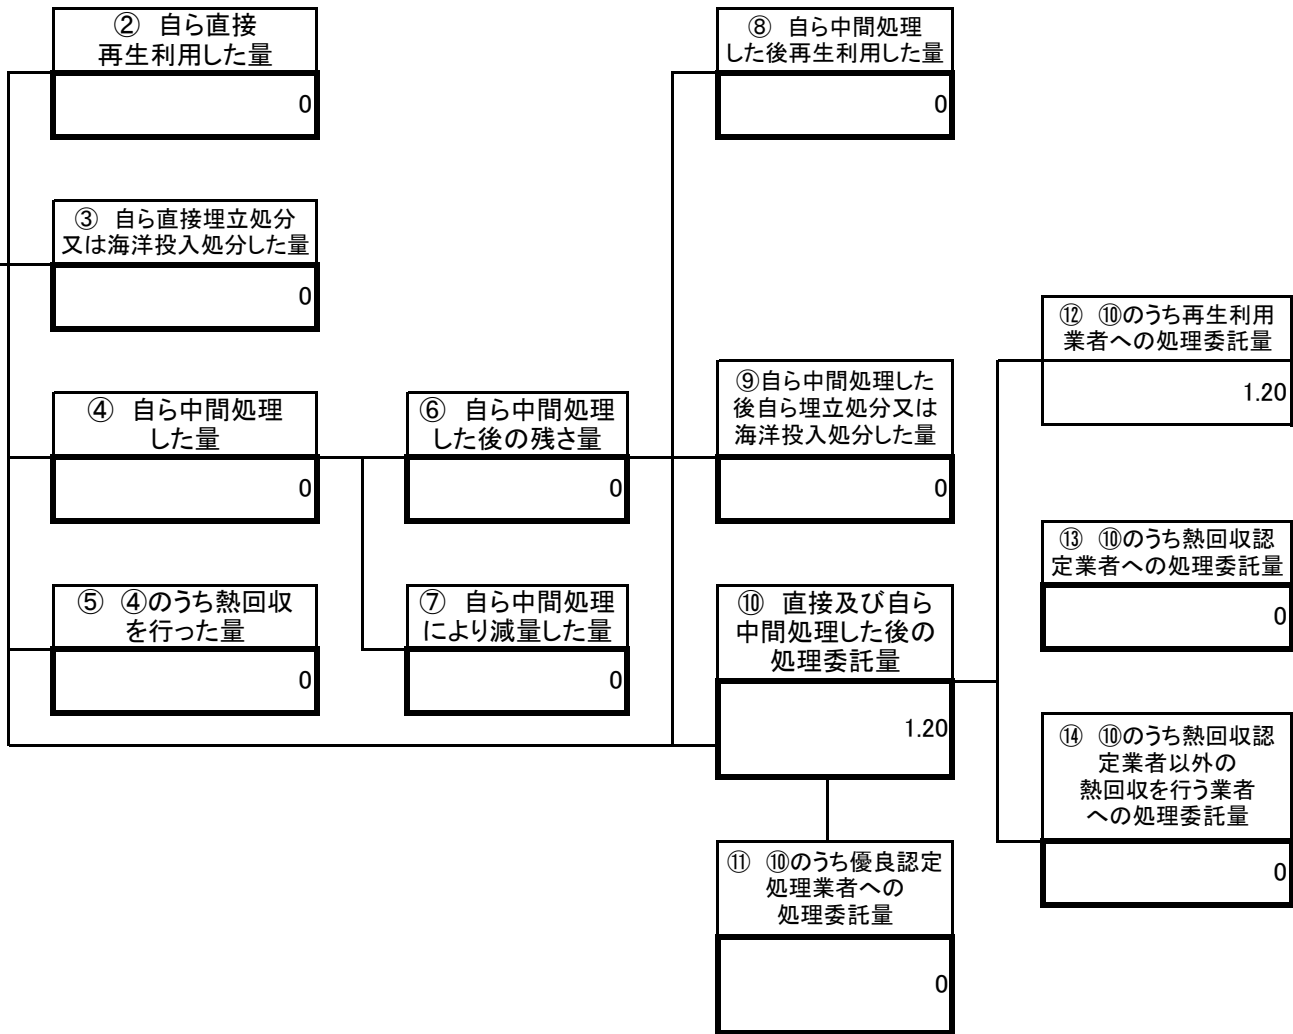 ② 自ら直接
再生利用した量
0
③ 自ら直接埋立処分
又は海洋投入処分した量
0
④ 自ら中間処理
した量
0
⑤ ④のうち熱回収
を行った量
0
⑥ 自ら中間処理
した後の残さ量
0
⑦ 自ら中間処理
により減量した量
0
⑧ 自ら中間処理
した後再生利用した量
0
⑨自ら中間処理した
後自ら埋立処分又は
海洋投入処分した量
0
⑩ 直接及び自ら
中間処理した後の
処理委託量
1.20
⑪ ⑩のうち優良認定
処理業者への
処理委託量
0
⑫ ⑩のうち再生利用
業者への処理委託量
1.20
⑬ ⑩のうち熱回収認
定業者への処理委託量
0
⑭ ⑩のうち熱回収認
定業者以外の
熱回収を行う業者
への処理委託量
0